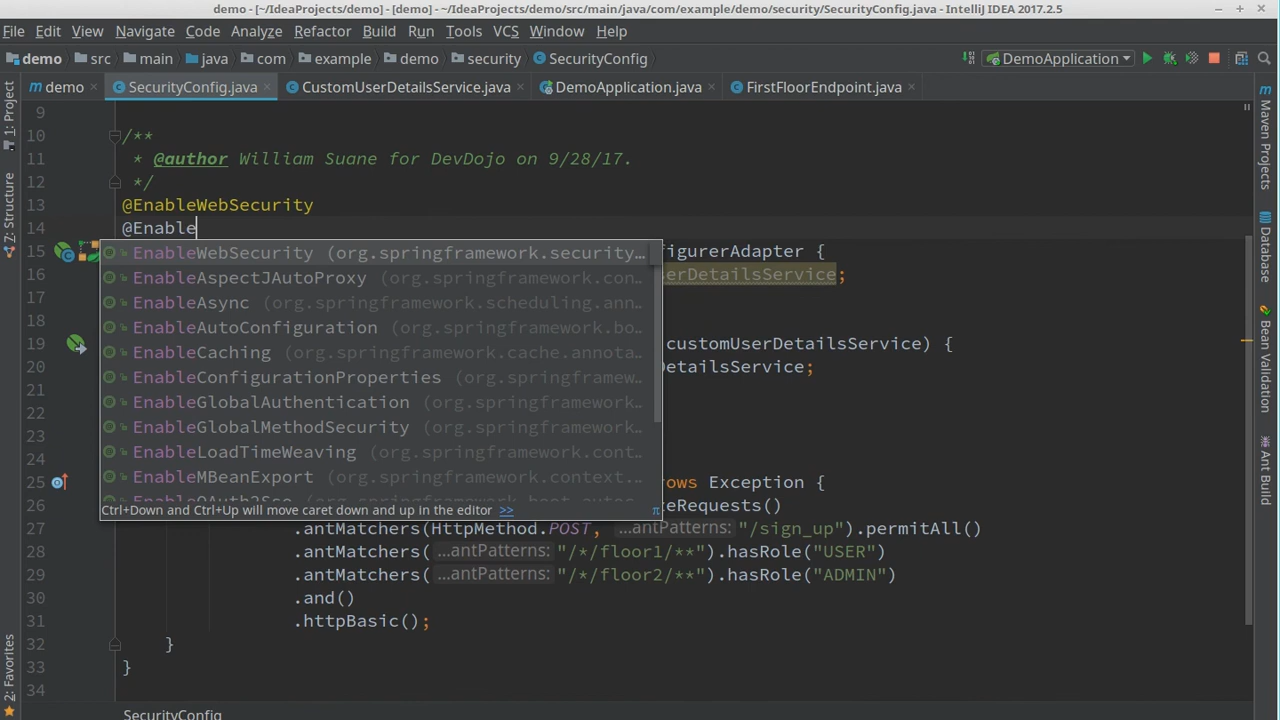 demo - [~/IdeaProjects/demo] - [demo] - ~/IdeaProjects/demo/src/main/java/com/example/demo/security/SecurityConfig.java - IntelliJ IDEA 2017.2.5
File Edit View Navigate Code Analyze Refactor Build Run Tools VCS Window Help
demo src main java com example demo security SecurityConfig DemoApplication
m demo SecurityConfig.java CustomUserDetailsService.java DemoApplication.java FirstFloorEndpoint.java
1: Project
7: Structure
2: Favorites
9
10 /**
11 * @author William Suane for DevDojo on 9/28/17.
12 */
13 @EnableWebSecurity
14 @Enable
15 figurerAdapter {
16 serDetailsService;
17
18
19 customUserDetailsService) {
20 DetailsService;
21
22
23
24
25 ows Exception {
26 eRequests()
27 .antMatchers(HttpMethod.POST, ...antPatterns: "/sign_up").permitAll()
28 .antMatchers( ...antPatterns: "/*/floor1/**").hasRole("USER")
29 .antMatchers( ...antPatterns: "/*/floor2/**").hasRole("ADMIN")
30 .and()
31 .httpBasic();
32 }
33 }
34
EnableWebSecurity (org.springframework.security…
EnableAspectJAutoProxy (org.springframework.con…
EnableAsync (org.springframework.scheduling.ann…
EnableAutoConfiguration (org.springframework.bo…
EnableCaching (org.springframework.cache.annota…
EnableConfigurationProperties (org.springframew…
EnableGlobalAuthentication (org.springframework…
EnableGlobalMethodSecurity (org.springframework…
EnableLoadTimeWeaving (org.springframework.cont…
EnableMBeanExport (org.springframework.context…
EnableOAuth2Sso (org.springframework.boot.autoc…
Ctrl+Down and Ctrl+Up will move caret down and up in the editor >> π
SecurityConfig
m Maven Projects
Database
Bean Validation
Ant Build